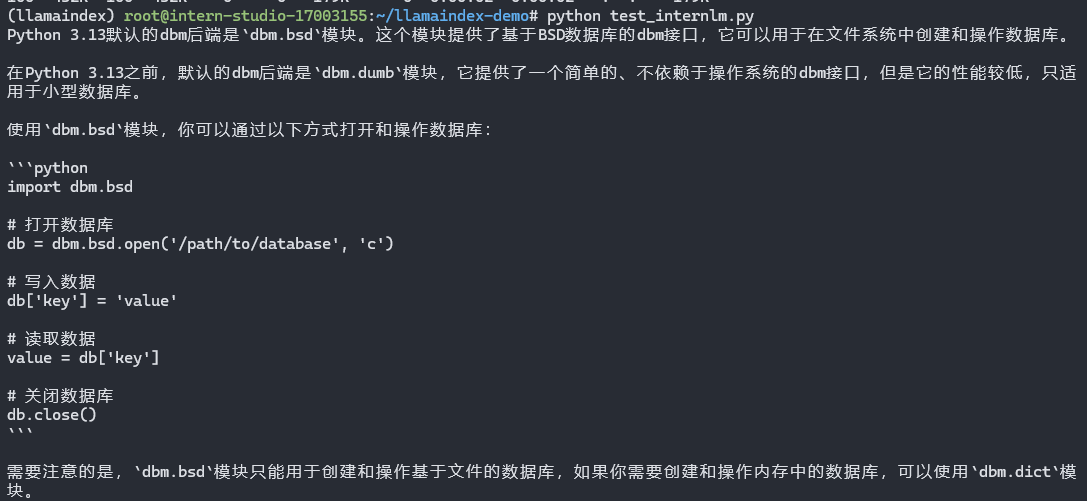 (llamaindex) root@intern-studio-17003155:~/llamaindex-demo# python test_internlm.py
Python 3.13默认的dbm后端是`dbm.bsd`模块。这个模块提供了基于BSD数据库的dbm接口，它可以用于在文件系统中创建和操作数据库。
在Python 3.13之前，默认的dbm后端是`dbm.dumb`模块，它提供了一个简单的、不依赖于操作系统的dbm接口，但是它的性能较低，只适
用于小型数据库。
使用`dbm.bsd`模块，你可以通过以下方式打开和操作数据库：
```python
import dbm.bsd
# 打开数据库
db = dbm.bsd.open('/path/to/database', 'c')
# 写入数据
db['key'] = 'value'
# 读取数据
value = db['key']
# 关闭数据库
db.close()
```
需要注意的是，`dbm.bsd`模块只能用于创建和操作基于文件的数据库，如果你需要创建和操作内存中的数据库，可以使用`dbm.dict`模
块。